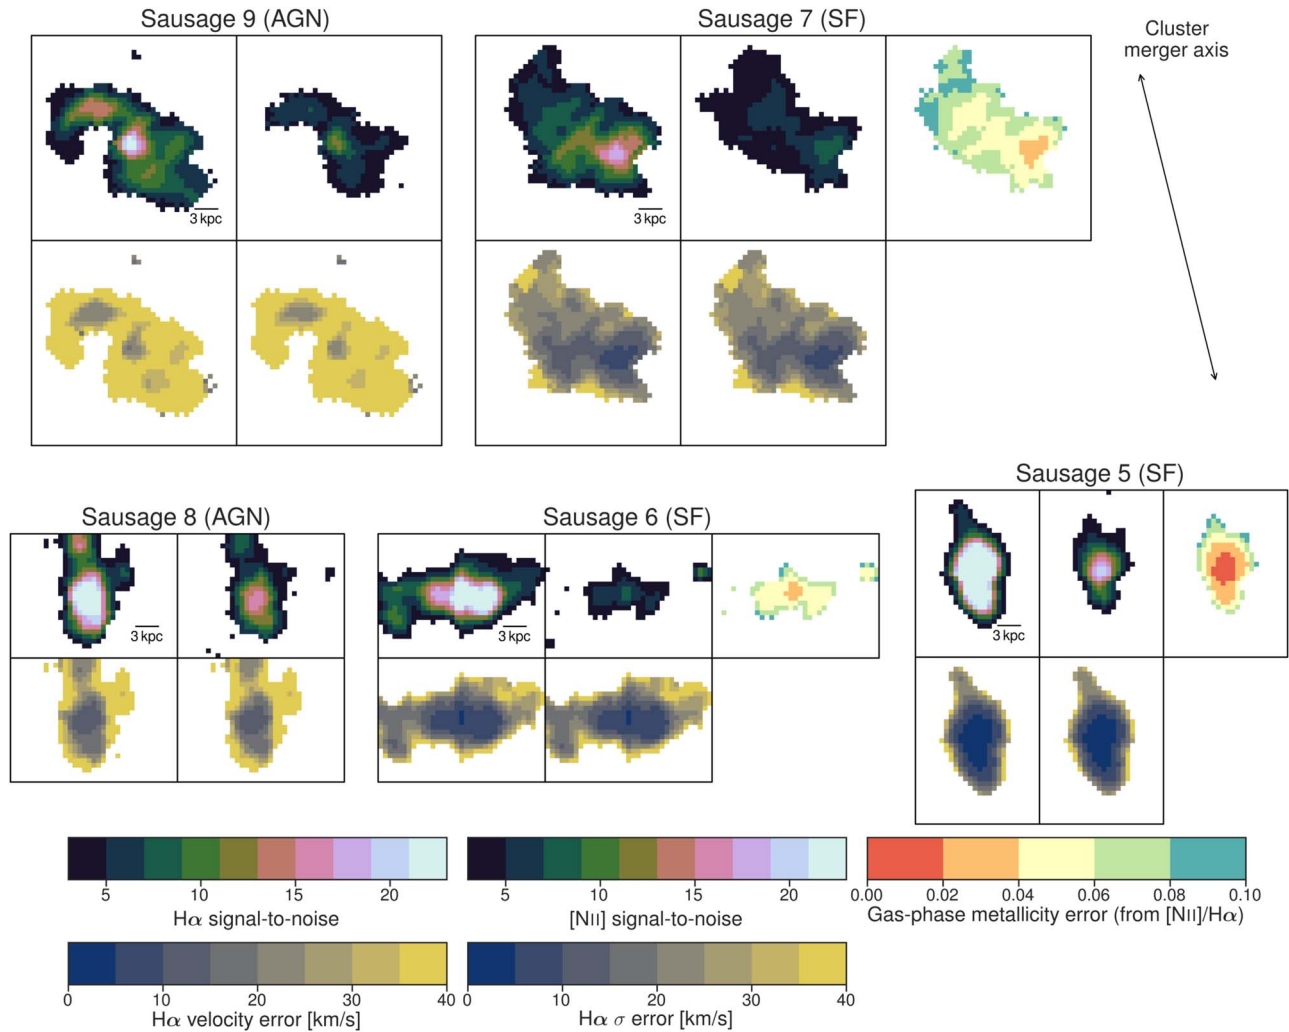 Sausage 9 (AGN)
Sausage 7 (SF)
Cluster
merger axis
3 kpc
3 kpc
Sausage 5 (SF)
Sausage 8 (AGN)
Sausage 6 (SF)
3 kpc
3 kpc
3 kpc
5 10 15 20
Hα signal-to-noise
5 10 15 20
[NII] signal-to-noise
0.00 0.02 0.04 0.06 0.08 0.10
Gas-phase metallicity error (from [NII]/Hα)
0 10 20 30 40
Hα velocity error [km/s]
0 10 20 30 40
Hα σ error [km/s]